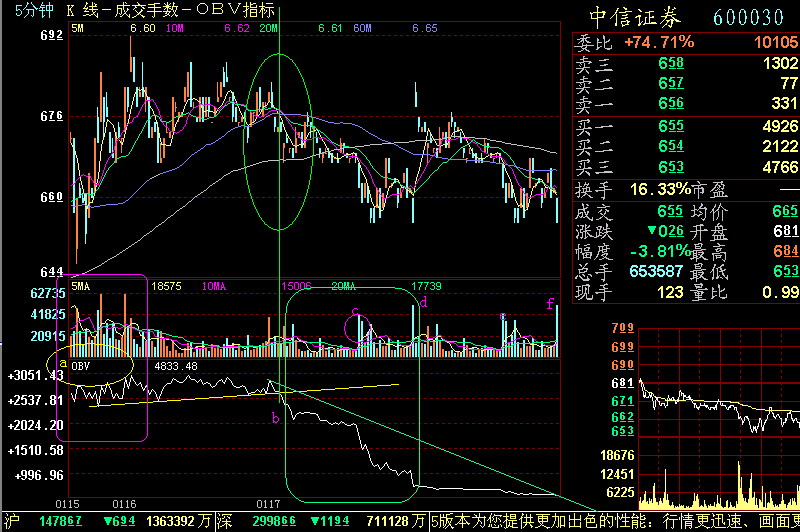 5分钟 K 线-成交手数-OBV指标
中信证券 600030
5M 6.60 10M 6.62 20M 6.61 60M 6.65
692
676
660
644
委比 +74.71% 10105
卖三 658 1302
卖二 657 77
卖一 656 331
买一 655 4926
买二 654 2122
买三 653 4766
换手 16.33% 市盈 —
成交 655 均价 665
涨跌 ▼026 开盘 681
幅度 -3.81% 最高 684
总手 653587 最低 653
现手 123 量比 0.99
5MA 18575 10MA 15006 20MA 17739
62735
41825
20915
c
d
e
f
a
OBV 4833.48
+3051.43
+2537.81
+2024.20
+1510.58
+996.96
b
0115 0116 0117
709
699
690
681
671
662
653
18676
12451
6225
沪 147867 ▼694 1363392万 深 299866 ▼1194 711128万 5版本为您提供更加出色的性能：行情更迅速、画面更